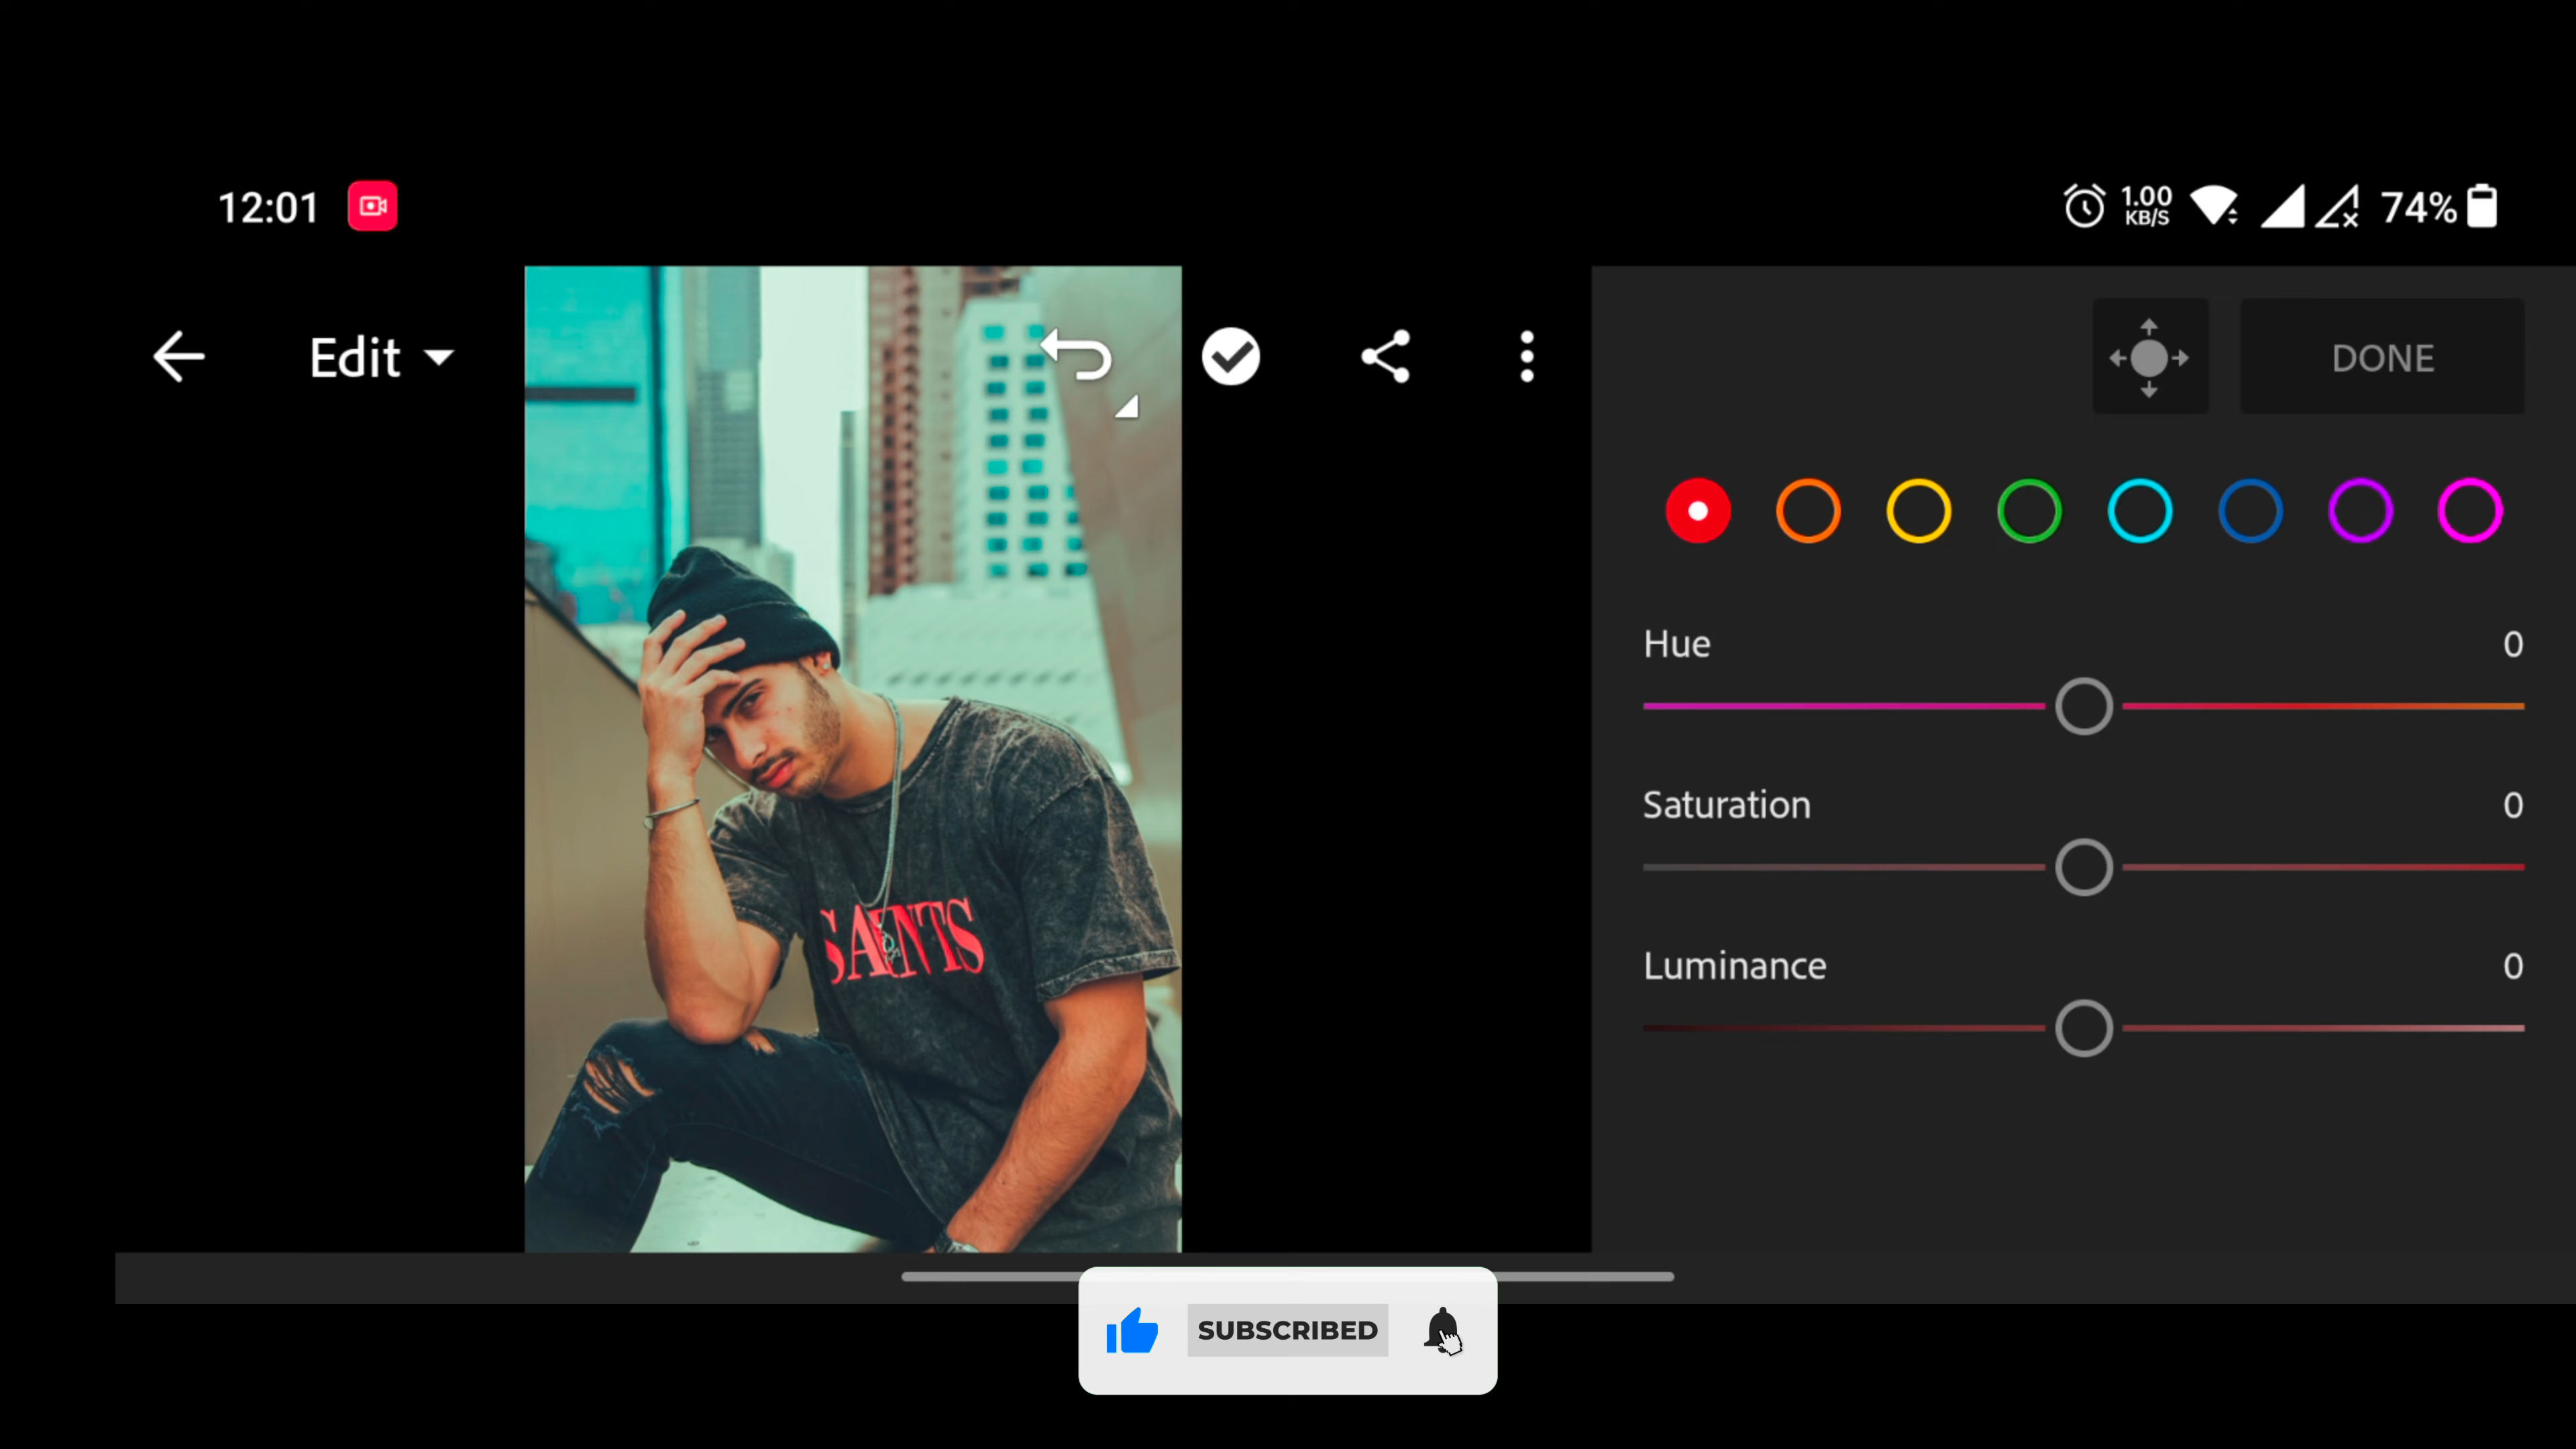 12:01
1.00
KB/S
74%
Edit
DONE
Hue 0
Saturation 0
Luminance 0
SAINTS
SUBSCRIBED